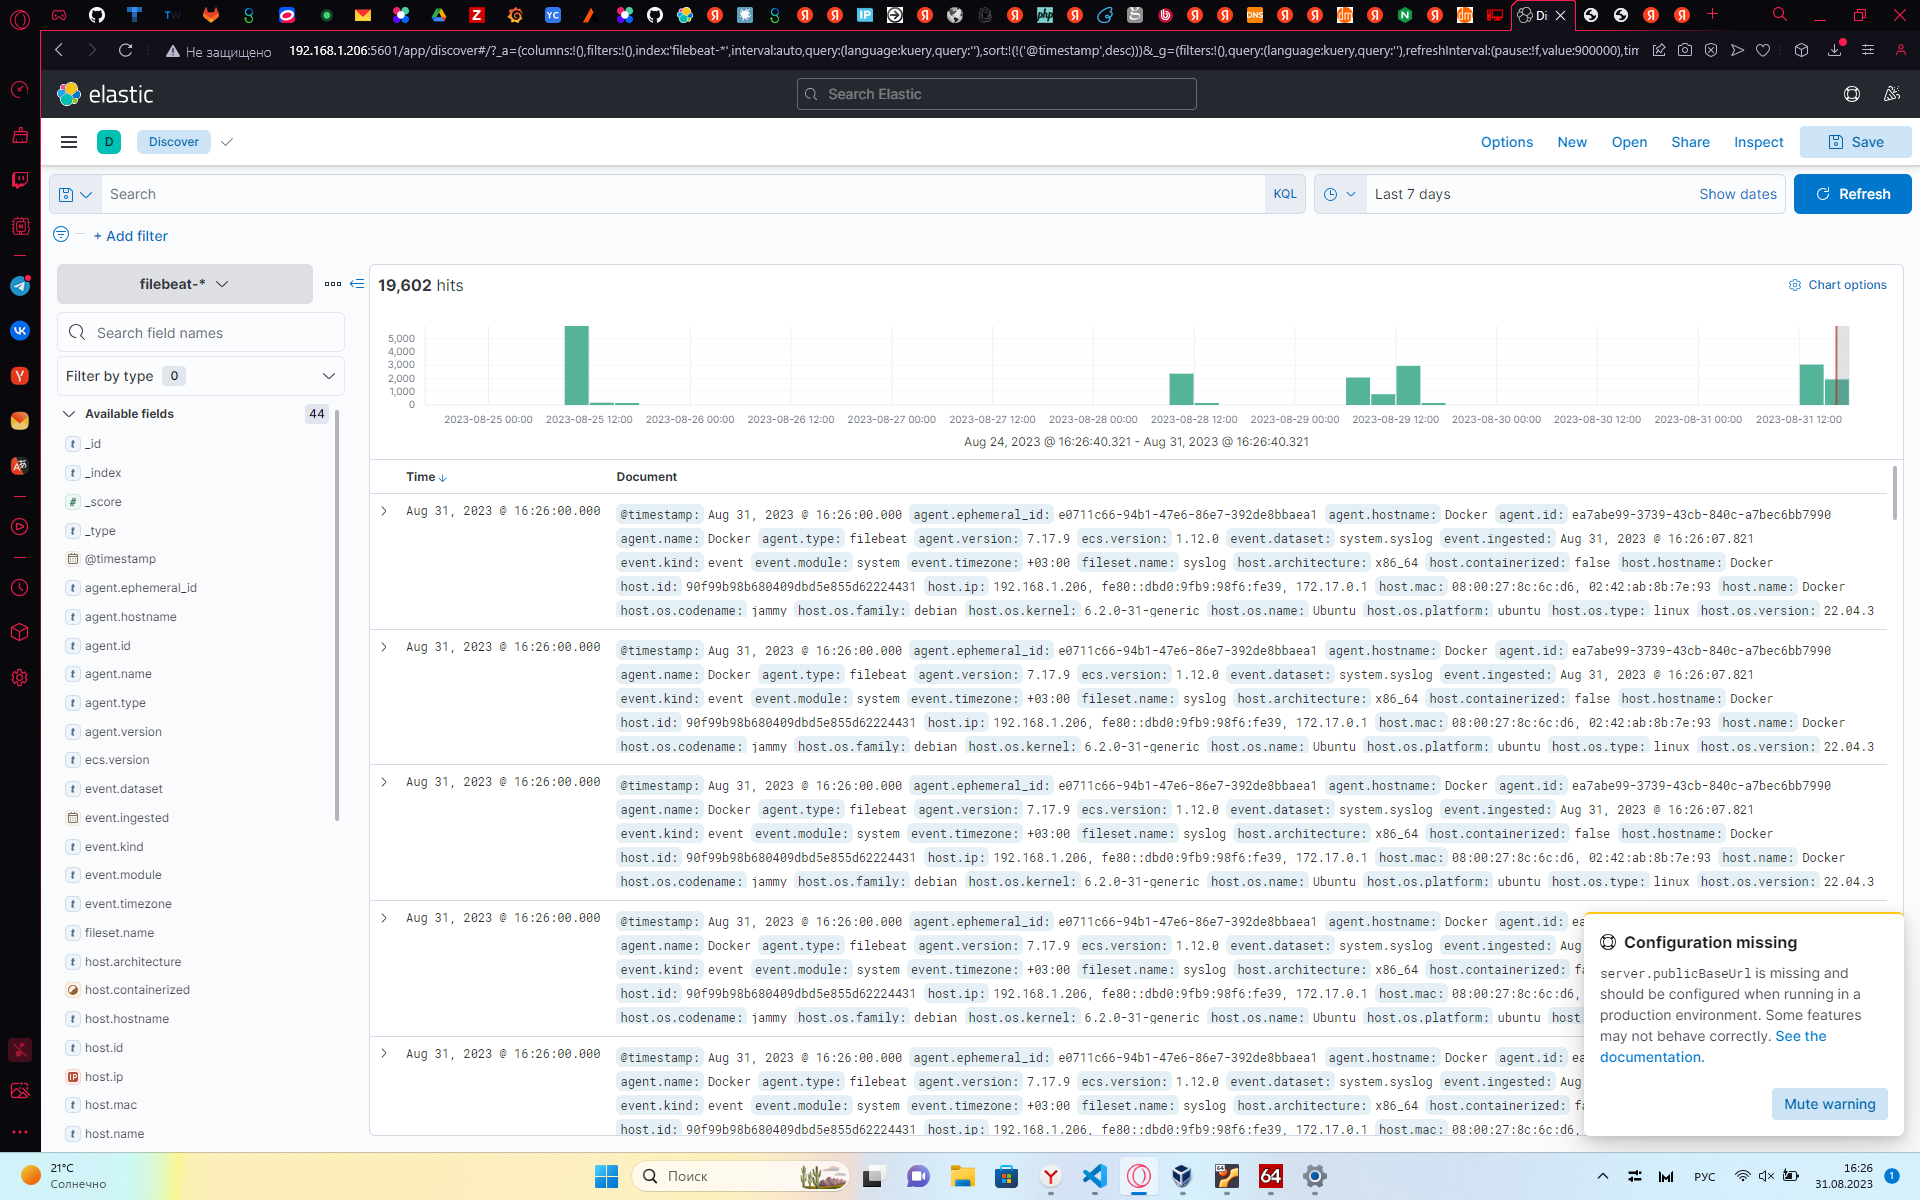 Di
Не защищено
192.168.1.206:5601/app/discover#/?_a=(columns:!(),filters:!(),index:'filebeat-*',interval:auto,query:(language:kuery,query:''),sort:!(!('@timestamp',desc)))&_g=(filters:!(),query:(language:kuery,query:''),refreshInterval:(pause:!f,value:900000),tim
elastic
Search Elastic
D
Discover
Options
New
Open
Share
Inspect
Save
Search
KQL
Last 7 days
Show dates
Refresh
+ Add filter
filebeat-*
Search field names
Filter by type 0
Available fields 44
_id
_index
_score
_type
@timestamp
agent.ephemeral_id
agent.hostname
agent.id
agent.name
agent.type
agent.version
ecs.version
event.dataset
event.ingested
event.kind
event.module
event.timezone
fileset.name
host.architecture
host.containerized
host.hostname
host.id
host.ip
host.mac
host.name
19,602 hits
Chart options
5,000
4,000
3,000
2,000
1,000
0
2023-08-25 00:00 2023-08-25 12:00 2023-08-26 00:00 2023-08-26 12:00 2023-08-27 00:00 2023-08-27 12:00 2023-08-28 00:00 2023-08-28 12:00 2023-08-29 00:00 2023-08-29 12:00 2023-08-30 00:00 2023-08-30 12:00 2023-08-31 00:00 2023-08-31 12:00
Aug 24, 2023 @ 16:26:40.321 - Aug 31, 2023 @ 16:26:40.321
Time Document
Aug 31, 2023 @ 16:26:00.000 @timestamp: Aug 31, 2023 @ 16:26:00.000 agent.ephemeral_id: e0711c66-94b1-47e6-86e7-392de8bbaea1 agent.hostname: Docker agent.id: ea7abe99-3739-43cb-840c-a7bec6bb7990
agent.name: Docker agent.type: filebeat agent.version: 7.17.9 ecs.version: 1.12.0 event.dataset: system.syslog event.ingested: Aug 31, 2023 @ 16:26:07.821
event.kind: event event.module: system event.timezone: +03:00 fileset.name: syslog host.architecture: x86_64 host.containerized: false host.hostname: Docker
host.id: 90f99b98b680409dbd5e855d62224431 host.ip: 192.168.1.206, fe80::dbd0:9fb9:98f6:fe39, 172.17.0.1 host.mac: 08:00:27:8c:6c:d6, 02:42:ab:8b:7e:93 host.name: Docker
host.os.codename: jammy host.os.family: debian host.os.kernel: 6.2.0-31-generic host.os.name: Ubuntu host.os.platform: ubuntu host.os.type: linux host.os.version: 22.04.3
Aug 31, 2023 @ 16:26:00.000 @timestamp: Aug 31, 2023 @ 16:26:00.000 agent.ephemeral_id: e0711c66-94b1-47e6-86e7-392de8bbaea1 agent.hostname: Docker agent.id: ea7abe99-3739-43cb-840c-a7bec6bb7990
agent.name: Docker agent.type: filebeat agent.version: 7.17.9 ecs.version: 1.12.0 event.dataset: system.syslog event.ingested: Aug 31, 2023 @ 16:26:07.821
event.kind: event event.module: system event.timezone: +03:00 fileset.name: syslog host.architecture: x86_64 host.containerized: false host.hostname: Docker
host.id: 90f99b98b680409dbd5e855d62224431 host.ip: 192.168.1.206, fe80::dbd0:9fb9:98f6:fe39, 172.17.0.1 host.mac: 08:00:27:8c:6c:d6, 02:42:ab:8b:7e:93 host.name: Docker
host.os.codename: jammy host.os.family: debian host.os.kernel: 6.2.0-31-generic host.os.name: Ubuntu host.os.platform: ubuntu host.os.type: linux host.os.version: 22.04.3
Aug 31, 2023 @ 16:26:00.000 @timestamp: Aug 31, 2023 @ 16:26:00.000 agent.ephemeral_id: e0711c66-94b1-47e6-86e7-392de8bbaea1 agent.hostname: Docker agent.id: ea7abe99-3739-43cb-840c-a7bec6bb7990
agent.name: Docker agent.type: filebeat agent.version: 7.17.9 ecs.version: 1.12.0 event.dataset: system.syslog event.ingested: Aug 31, 2023 @ 16:26:07.821
event.kind: event event.module: system event.timezone: +03:00 fileset.name: syslog host.architecture: x86_64 host.containerized: false host.hostname: Docker
host.id: 90f99b98b680409dbd5e855d62224431 host.ip: 192.168.1.206, fe80::dbd0:9fb9:98f6:fe39, 172.17.0.1 host.mac: 08:00:27:8c:6c:d6, 02:42:ab:8b:7e:93 host.name: Docker
host.os.codename: jammy host.os.family: debian host.os.kernel: 6.2.0-31-generic host.os.name: Ubuntu host.os.platform: ubuntu host.os.type: linux host.os.version: 22.04.3
Aug 31, 2023 @ 16:26:00.000 @timestamp: Aug 31, 2023 @ 16:26:00.000 agent.ephemeral_id: e0711c66-94b1-47e6-86e7-392de8bbaea1 agent.hostname: Docker agent.id: ea
agent.name: Docker agent.type: filebeat agent.version: 7.17.9 ecs.version: 1.12.0 event.dataset: system.syslog event.ingested: Aug
event.kind: event event.module: system event.timezone: +03:00 fileset.name: syslog host.architecture: x86_64 host.containerized: fa
host.id: 90f99b98b680409dbd5e855d62224431 host.ip: 192.168.1.206, fe80::dbd0:9fb9:98f6:fe39, 172.17.0.1 host.mac: 08:00:27:8c:6c:d6,
host.os.codename: jammy host.os.family: debian host.os.kernel: 6.2.0-31-generic host.os.name: Ubuntu host.os.platform: ubuntu host
Aug 31, 2023 @ 16:26:00.000 @timestamp: Aug 31, 2023 @ 16:26:00.000 agent.ephemeral_id: e0711c66-94b1-47e6-86e7-392de8bbaea1 agent.hostname: Docker agent.id: ea
agent.name: Docker agent.type: filebeat agent.version: 7.17.9 ecs.version: 1.12.0 event.dataset: system.syslog event.ingested: Aug
event.kind: event event.module: system event.timezone: +03:00 fileset.name: syslog host.architecture: x86_64 host.containerized: fa
host.id: 90f99b98b680409dbd5e855d62224431 host.ip: 192.168.1.206, fe80::dbd0:9fb9:98f6:fe39, 172.17.0.1 host.mac: 08:00:27:8c:6c:d6,
Configuration missing
server.publicBaseUrl is missing and
should be configured when running in a
production environment. Some features
may not behave correctly. See the
documentation.
Mute warning
21°C
Солнечно
Поиск
64
РУС
16:26
31.08.2023
1